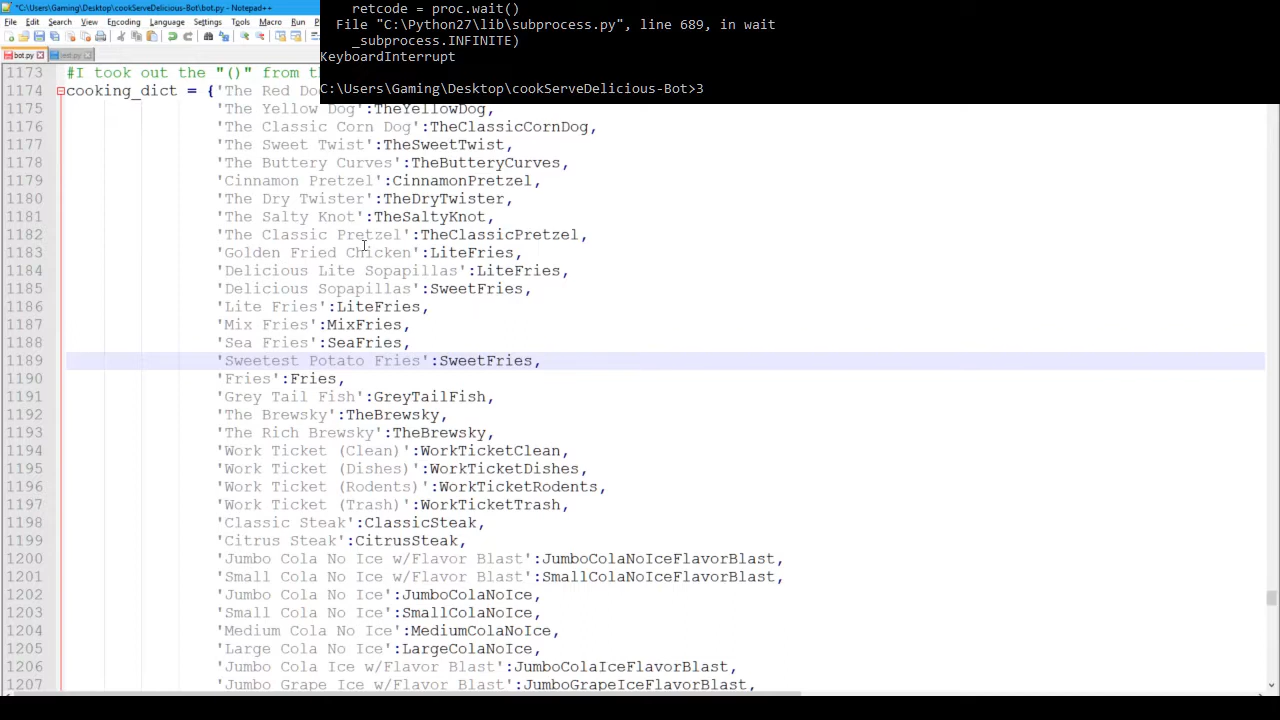 *C:\Users\Gaming\Desktop\cookServeDelicious-Bot\bot.py - Notepad++
File Edit Search View Encoding Language Settings Tools Macro Run
bot.py
retcode = proc.wait()
File "C:\Python27\lib\subprocess.py", line 689, in wait
_subprocess.INFINITE)
KeyboardInterrupt
C:\Users\Gaming\Desktop\cookServeDelicious-Bot>3
1173 #I took out the "()" from
1174 cooking_dict = {'The Red
1175 'The Yellow Dog':TheYellowDog,
1176 'The Classic Corn Dog':TheClassicCornDog,
1177 'The Sweet Twist':TheSweetTwist,
1178 'The Buttery Curves':TheButteryCurves,
1179 'Cinnamon Pretzel':CinnamonPretzel,
1180 'The Dry Twister':TheDryTwister,
1181 'The Salty Knot':TheSaltyKnot,
1182 'The Classic Pretzel':TheClassicPretzel,
1183 'Golden Fried Chicken':LiteFries,
1184 'Delicious Lite Sopapillas':LiteFries,
1185 'Delicious Sopapillas':SweetFries,
1186 'Lite Fries':LiteFries,
1187 'Mix Fries':MixFries,
1188 'Sea Fries':SeaFries,
1189 'Sweetest Potato Fries':SweetFries,
1190 'Fries':Fries,
1191 'Grey Tail Fish':GreyTailFish,
1192 'The Brewsky':TheBrewsky,
1193 'The Rich Brewsky':TheBrewsky,
1194 'Work Ticket (Clean)':WorkTicketClean,
1195 'Work Ticket (Dishes)':WorkTicketDishes,
1196 'Work Ticket (Rodents)':WorkTicketRodents,
1197 'Work Ticket (Trash)':WorkTicketTrash,
1198 'Classic Steak':ClassicSteak,
1199 'Citrus Steak':CitrusSteak,
1200 'Jumbo Cola No Ice w/Flavor Blast':JumboColaNoIceFlavorBlast,
1201 'Small Cola No Ice w/Flavor Blast':SmallColaNoIceFlavorBlast,
1202 'Jumbo Cola No Ice':JumboColaNoIce,
1203 'Small Cola No Ice':SmallColaNoIce,
1204 'Medium Cola No Ice':MediumColaNoIce,
1205 'Large Cola No Ice':LargeColaNoIce,
1206 'Jumbo Cola Ice w/Flavor Blast':JumboColaIceFlavorBlast,
1207 'Jumbo Grape Ice w/Flavor Blast':JumboGrapeIceFlavorBlast,